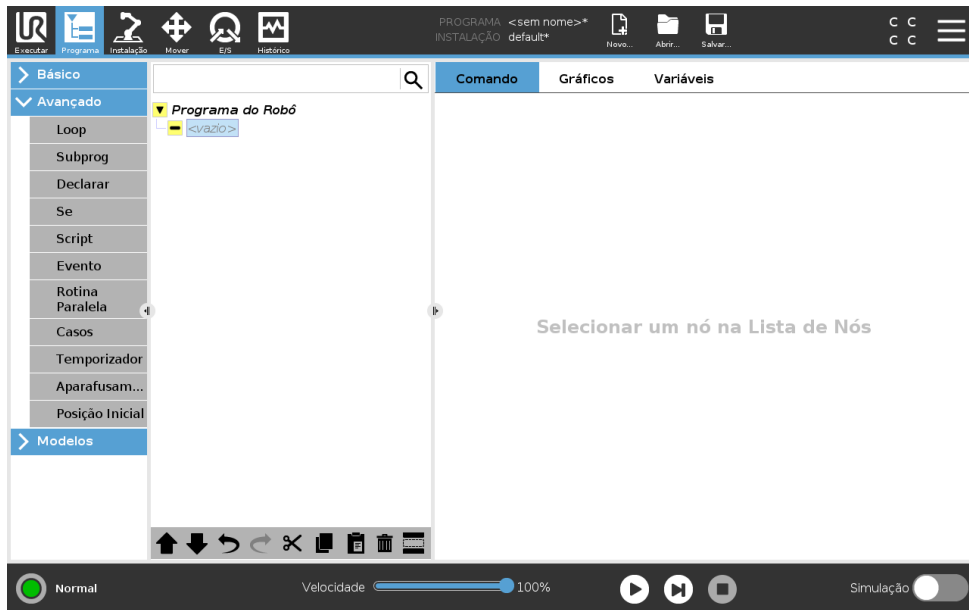 UR
PROGRAMA <sem nome>*
INSTALAÇÃO default*
Executar Programa Instalação Mover E/S Histórico
Novo... Abrir... Salvar...
C C
C C
Básico
Avançado
Loop
Subprog
Declarar
Se
Script
Evento
Rotina
Paralela
Casos
Temporizador
Aparafusam...
Posição Inicial
Modelos
Programa do Robô
<vazio>
Comando Gráficos Variáveis
Selecionar um nó na Lista de Nós
Normal
Velocidade 100%
Simulação